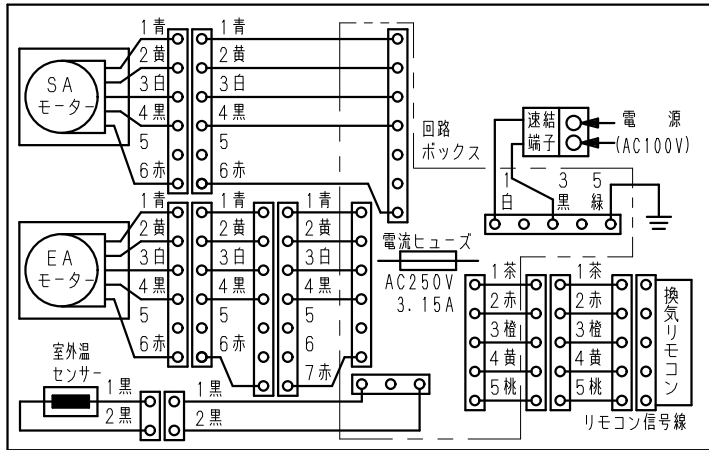 SA
モーター
1青
2黄
3白
4黒
5
6赤
1青
2黄
3白
4黒
5
6赤
回路
ボックス
速結
端子
電 源
(AC100V)
1
白
3
黒
5
緑
EA
モーター
1青
2黄
3白
4黒
5
6赤
1青
2黄
3白
4黒
5
6赤
1青
2黄
3白
4黒
5
6
7赤
電流ヒューズ
AC250V
3.15A
1茶
2赤
3橙
4黄
5桃
1茶
2赤
3橙
4黄
5桃
換気リモコン
リモコン信号線
室外温
センサー
1黒
2黒
1黒
2黒